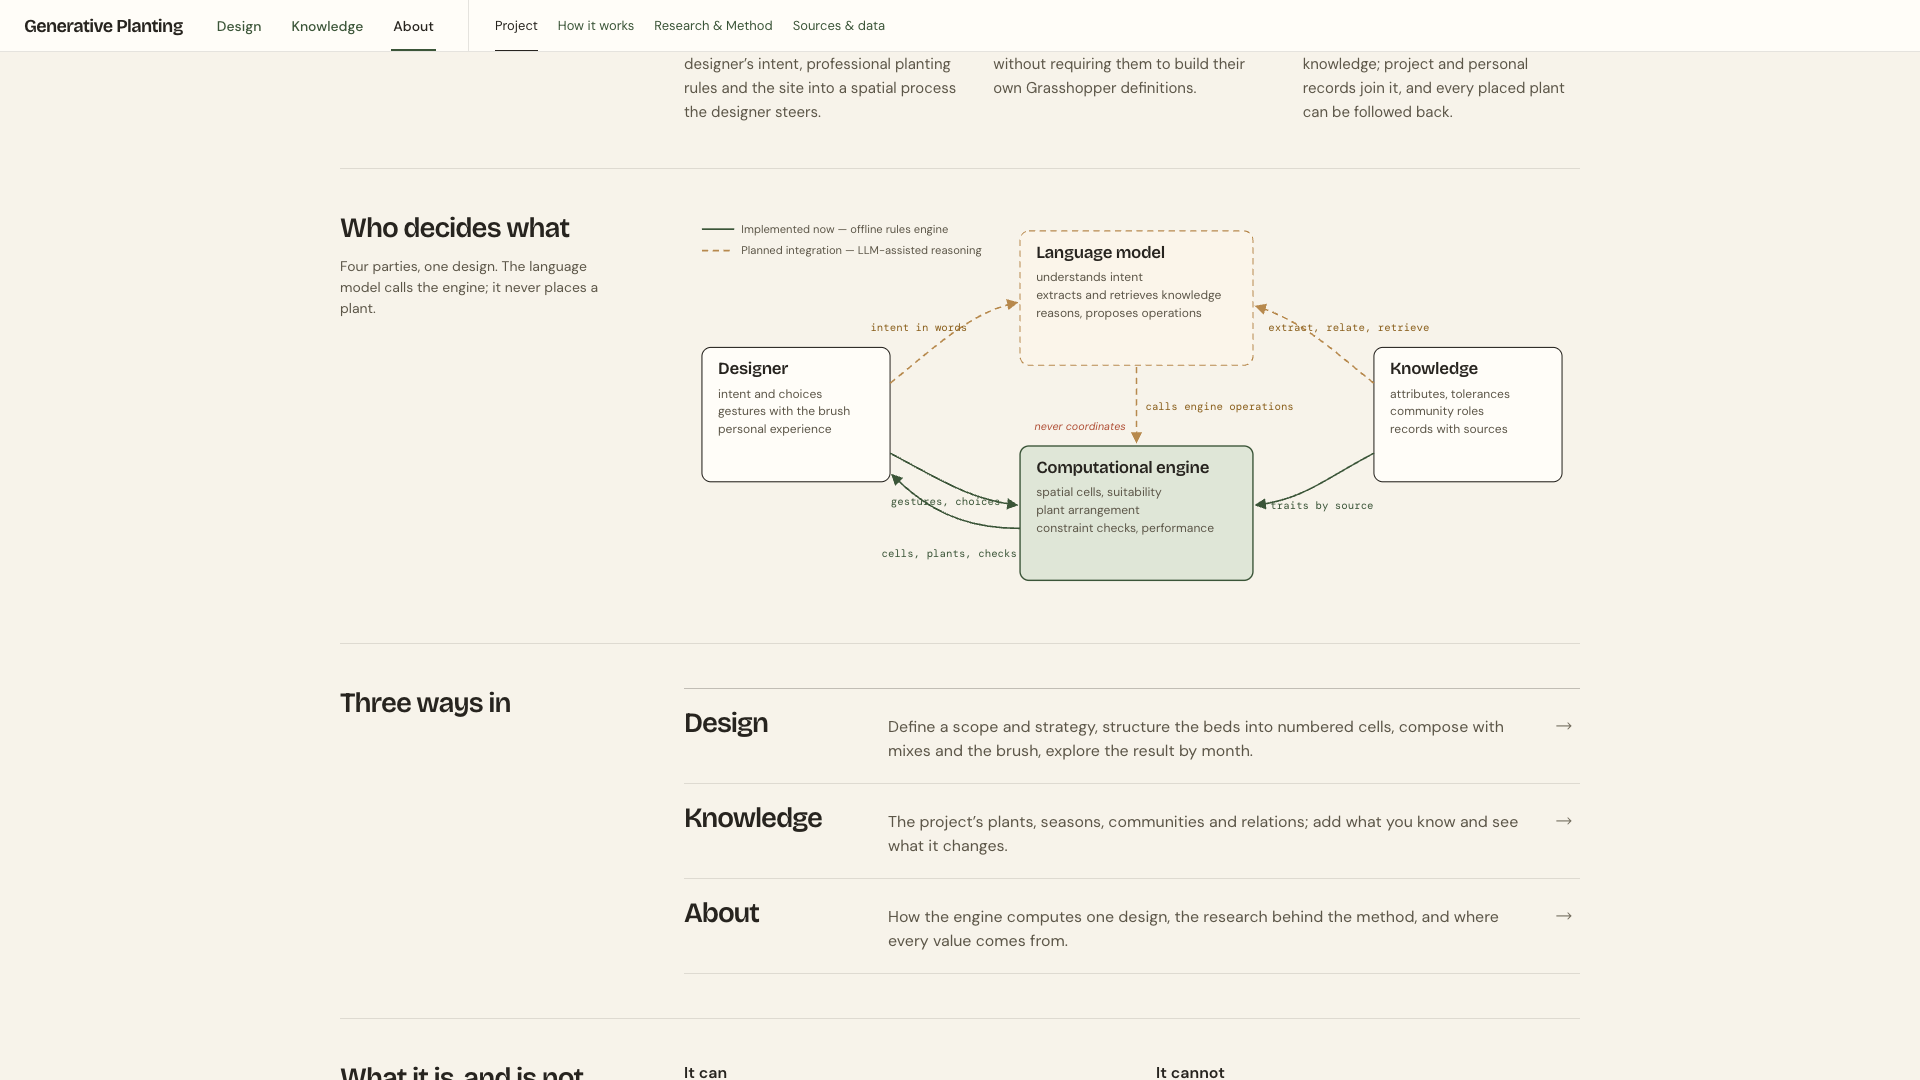 Generative Planting
Design
Knowledge
About
Project
How it works
Research & Method
Sources & data
designer’s intent, professional planting
rules and the site into a spatial process
the designer steers.
without requiring them to build their
own Grasshopper definitions.
knowledge; project and personal
records join it, and every placed plant
can be followed back.
Who decides what
Four parties, one design. The language
model calls the engine; it never places a
plant.
Implemented now — offline rules engine
Planned integration — LLM-assisted reasoning
Language model
understands intent
extracts and retrieves knowledge
reasons, proposes operations
intent in words
extract, relate, retrieve
Designer
intent and choices
gestures with the brush
personal experience
Knowledge
attributes, tolerances
community roles
records with sources
calls engine operations
never coordinates
Computational engine
spatial cells, suitability
plant arrangement
constraint checks, performance
gestures, choices
traits by source
cells, plants, checks
Three ways in
Design
Define a scope and strategy, structure the beds into numbered cells, compose with
mixes and the brush, explore the result by month.
→
Knowledge
The project’s plants, seasons, communities and relations; add what you know and see
what it changes.
→
About
How the engine computes one design, the research behind the method, and where
every value comes from.
→
What it is, and is not
It can
It cannot